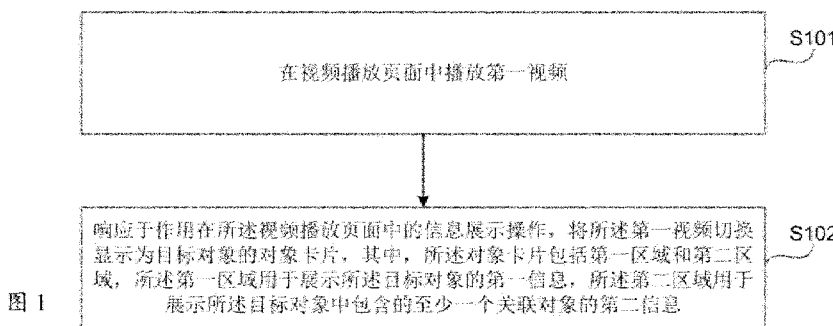 S101
在视频播放页面中播放第一视频
响应于作用在所述视频播放页面中的信息展示操作，将所述第一视频切换
显示为目标对象的对象卡片，其中，所述对象卡片包括第一区域和第二区
域，所述第一区域用于展示所述目标对象的第一信息，所述第二区域用于
展示所述目标对象中包含的至少一个关联对象的第二信息
S102
图 1